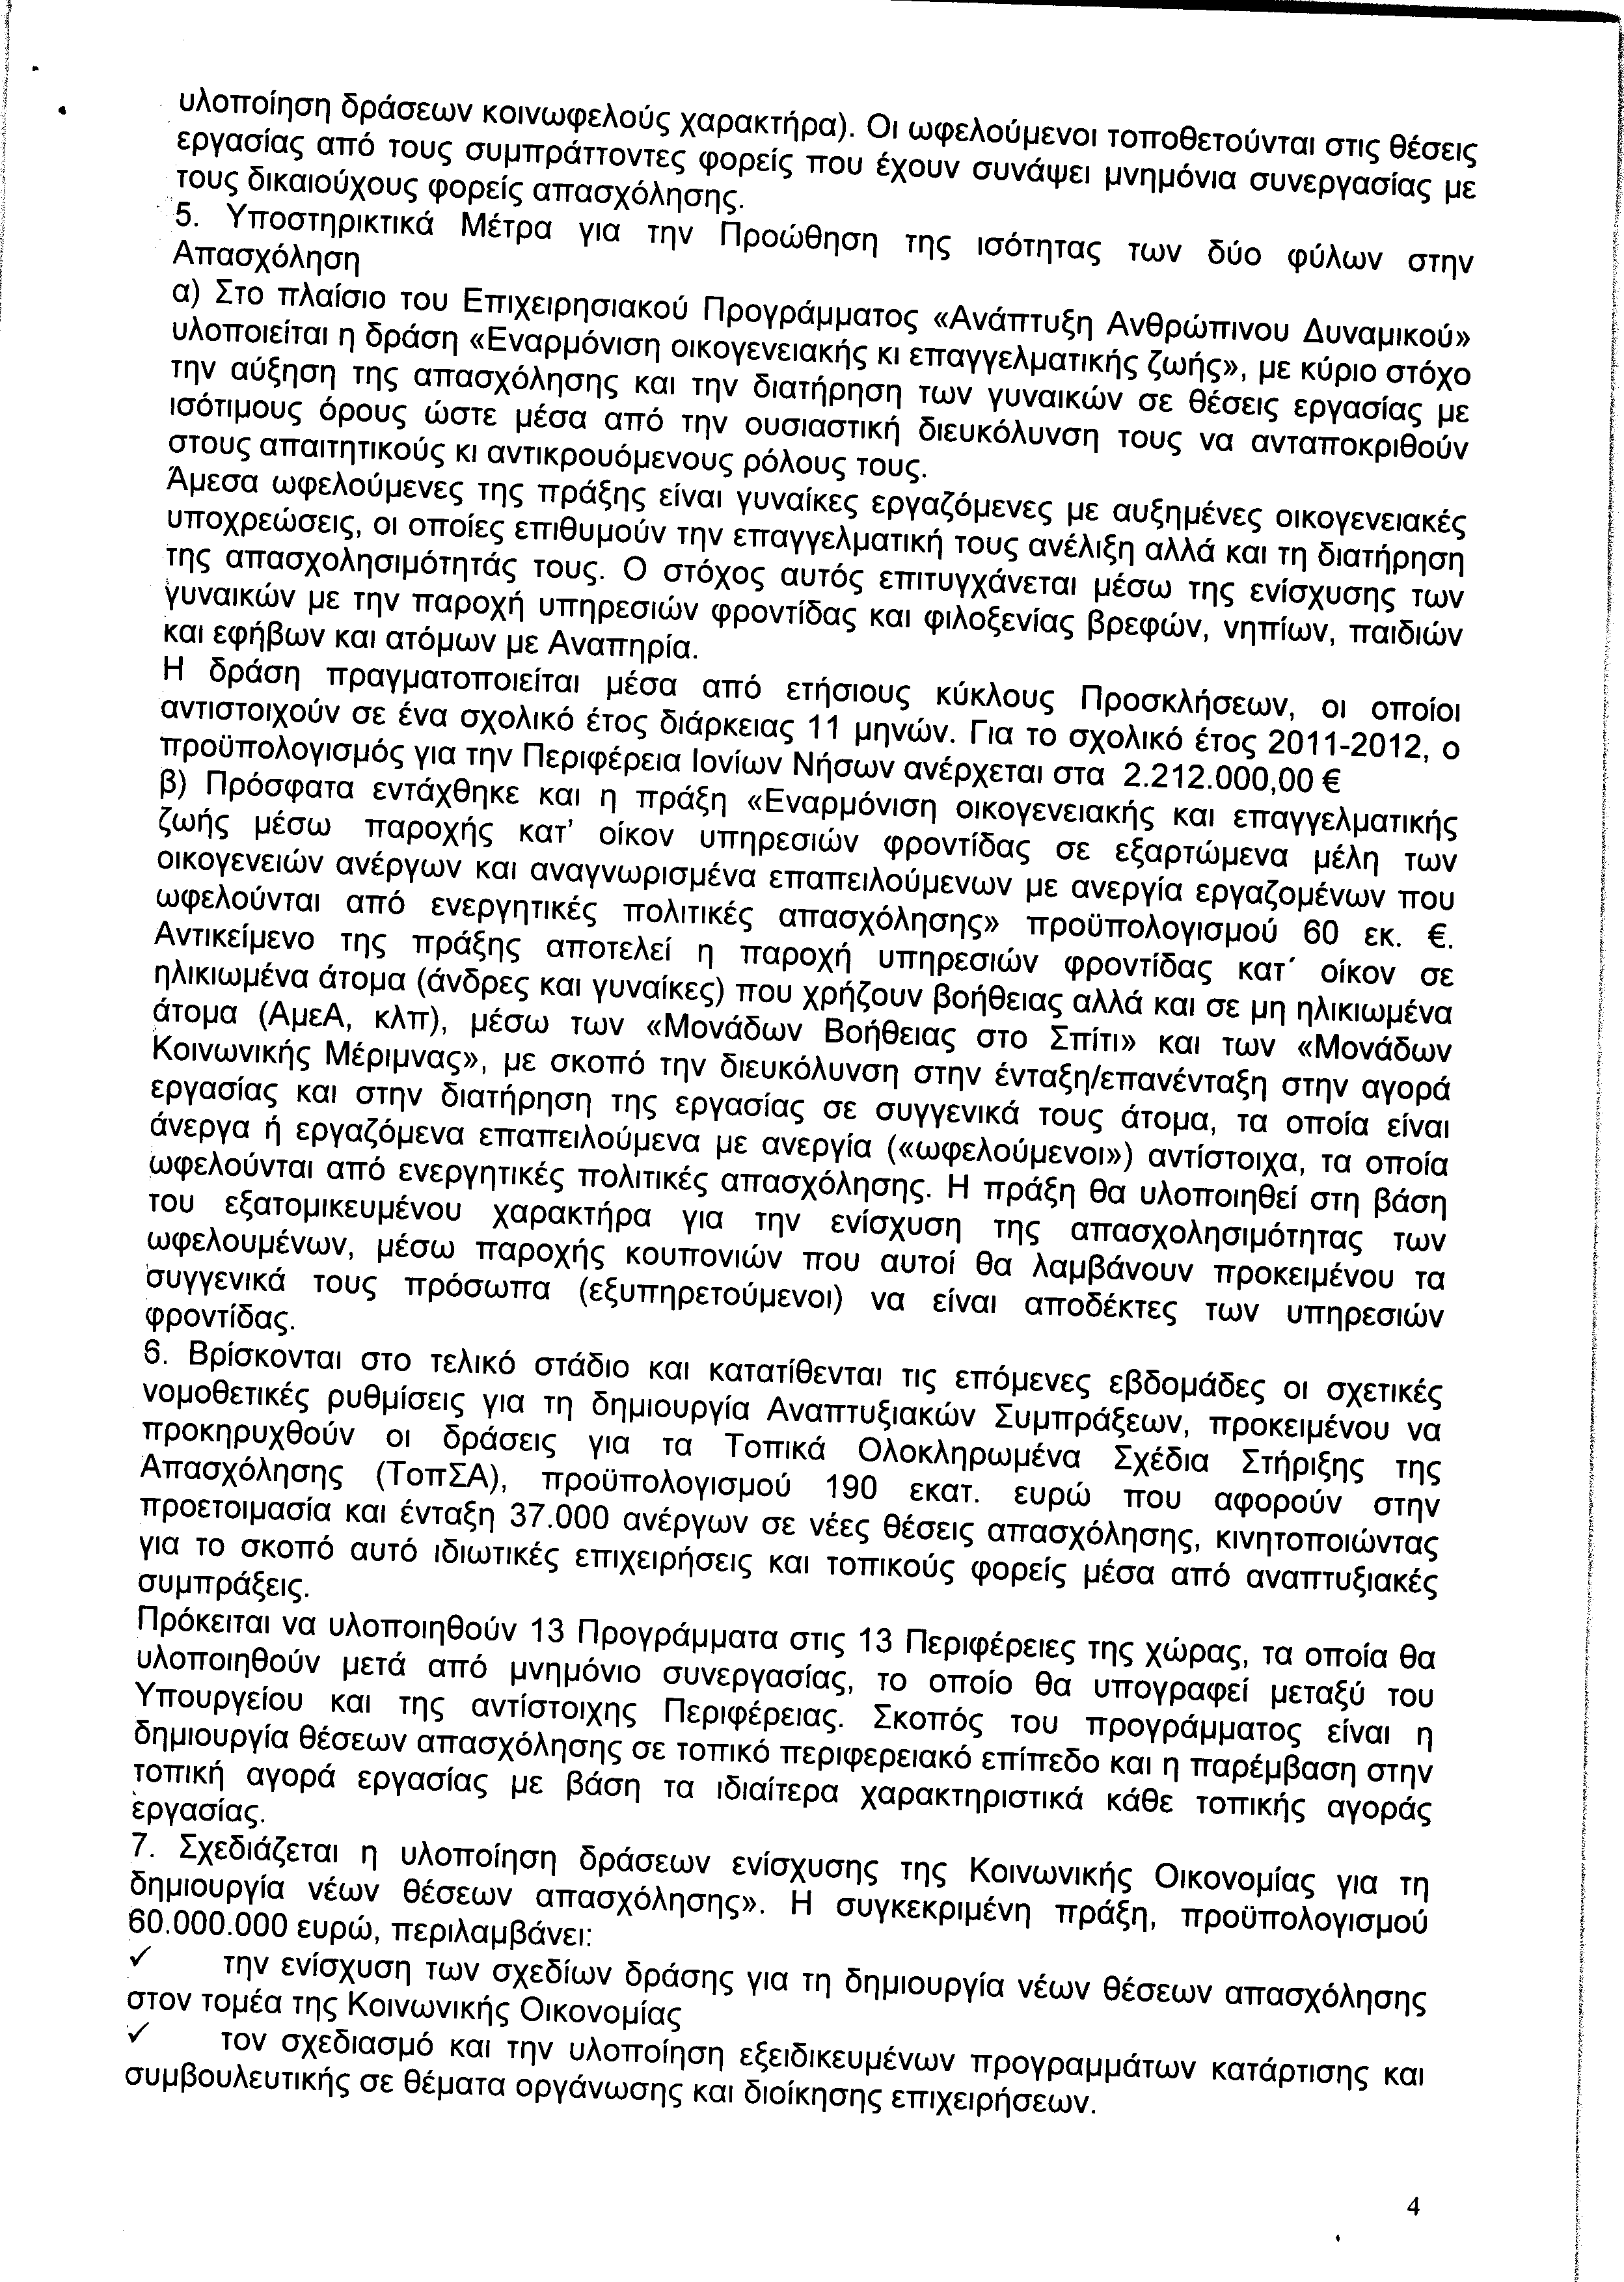 υλοποίηση δράσεων κοινωφελούς χαρακτήρα). Οι ωφελούμενοι τοποθετούνται στις θέσεις
εργασίας από τους συμπράττοντες φορείς που έχουν συνάψει μνημόνια συνεργασίας με
τους δικαιούχους φορείς απασχόλησης.
5. Υποστηρικτικά Μέτρα για την Προώθηση της ισότητας των δύο φύλων στην
Απασχόληση
α) Στο πλαίσιο του Επιχειρησιακού Προγράμματος «Ανάπτυξη Ανθρώπινου Δυναμικού»
υλοποιείται η δράση «Εναρμόνιση οικογενειακής κι επαγγελματικής ζωής», με κύριο στόχο
την αύξηση της απασχόλησης και την διατήρηση των γυναικών σε θέσεις εργασίας με
ισότιμους όρους ώστε μέσα από την ουσιαστική διευκόλυνση τους να ανταποκριθούν
στους απαιτητικούς κι αντικρουόμενους ρόλους τους.
Άμεσα ωφελούμενες της πράξης είναι γυναίκες εργαζόμενες με αυξημένες οικογενειακές
υποχρεώσεις, οι οποίες επιθυμούν την επαγγελματική τους ανέλιξη αλλά και τη διατήρηση
της απασχολησιμότητάς τους. Ο στόχος αυτός επιτυγχάνεται μέσω της ενίσχυσης των
γυναικών με την παροχή υπηρεσιών φροντίδας και φιλοξενίας βρεφών, νηπίων, παιδιών
και εφήβων και ατόμων με Αναπηρία.
Η δράση πραγματοποιείται μέσα από ετήσιους κύκλους Προσκλήσεων, οι οποίοι
αντιστοιχούν σε ένα σχολικό έτος διάρκειας 11 μηνών. Για το σχολικό έτος 2011-2012, ο
προϋπολογισμός για την Περιφέρεια Ιονίων Νήσων ανέρχεται στα 2.212.000,00 €
β) Πρόσφατα εντάχθηκε και η πράξη «Εναρμόνιση οικογενειακής και επαγγελματικής
ζωής μέσω παροχής κατ’ οίκον υπηρεσιών φροντίδας σε εξαρτώμενα μέλη των
οικογενειών ανέργων και αναγνωρισμένα επαπειλούμενων με ανεργία εργαζομένων που
ωφελούνται από ενεργητικές πολιτικές απασχόλησης» προϋπολογισμού 60 εκ. €.
Αντικείμενο της πράξης αποτελεί η παροχή υπηρεσιών φροντίδας κατ΄ οίκον σε
ηλικιωμένα άτομα (άνδρες και γυναίκες) που χρήζουν βοήθειας αλλά και σε μη ηλικιωμένα
άτομα (ΑμεΑ, κλπ), μέσω των «Μονάδων Βοήθειας στο Σπίτι» και των «Μονάδων
Κοινωνικής Μέριμνας», με σκοπό την διευκόλυνση στην ένταξη/επανένταξη στην αγορά
εργασίας και στην διατήρηση της εργασίας σε συγγενικά τους άτομα, τα οποία είναι
άνεργα ή εργαζόμενα επαπειλούμενα με ανεργία («ωφελούμενοι») αντίστοιχα, τα οποία
ωφελούνται από ενεργητικές πολιτικές απασχόλησης. Η πράξη θα υλοποιηθεί στη βάση
του εξατομικευμένου χαρακτήρα για την ενίσχυση της απασχολησιμότητας των
ωφελουμένων, μέσω παροχής κουπονιών που αυτοί θα λαμβάνουν προκειμένου τα
συγγενικά τους πρόσωπα (εξυπηρετούμενοι) να είναι αποδέκτες των υπηρεσιών
φροντίδας.
6. Βρίσκονται στο τελικό στάδιο και κατατίθενται τις επόμενες εβδομάδες οι σχετικές
νομοθετικές ρυθμίσεις για τη δημιουργία Αναπτυξιακών Συμπράξεων, προκειμένου να
προκηρυχθούν οι δράσεις για τα Τοπικά Ολοκληρωμένα Σχέδια Στήριξης της
Απασχόλησης (ΤοπΣΑ), προϋπολογισμού 190 εκατ. ευρώ που αφορούν στην
προετοιμασία και ένταξη 37.000 ανέργων σε νέες θέσεις απασχόλησης, κινητοποιώντας
για το σκοπό αυτό ιδιωτικές επιχειρήσεις και τοπικούς φορείς μέσα από αναπτυξιακές
συμπράξεις.
Πρόκειται να υλοποιηθούν 13 Προγράμματα στις 13 Περιφέρειες της χώρας, τα οποία θα
υλοποιηθούν μετά από μνημόνιο συνεργασίας, το οποίο θα υπογραφεί μεταξύ του
Υπουργείου και της αντίστοιχης Περιφέρειας. Σκοπός του προγράμματος είναι η
δημιουργία θέσεων απασχόλησης σε τοπικό περιφερειακό επίπεδο και η παρέμβαση στην
τοπική αγορά εργασίας με βάση τα ιδιαίτερα χαρακτηριστικά κάθε τοπικής αγοράς
εργασίας.
7. Σχεδιάζεται η υλοποίηση δράσεων ενίσχυσης της Κοινωνικής Οικονομίας για τη
δημιουργία νέων θέσεων απασχόλησης». Η συγκεκριμένη πράξη, προϋπολογισμού
60.000.000 ευρώ, περιλαμβάνει:
✓ την ενίσχυση των σχεδίων δράσης για τη δημιουργία νέων θέσεων απασχόλησης
στον τομέα της Κοινωνικής Οικονομίας
✓ τον σχεδιασμό και την υλοποίηση εξειδικευμένων προγραμμάτων κατάρτισης και
συμβουλευτικής σε θέματα οργάνωσης και διοίκησης επιχειρήσεων.
4